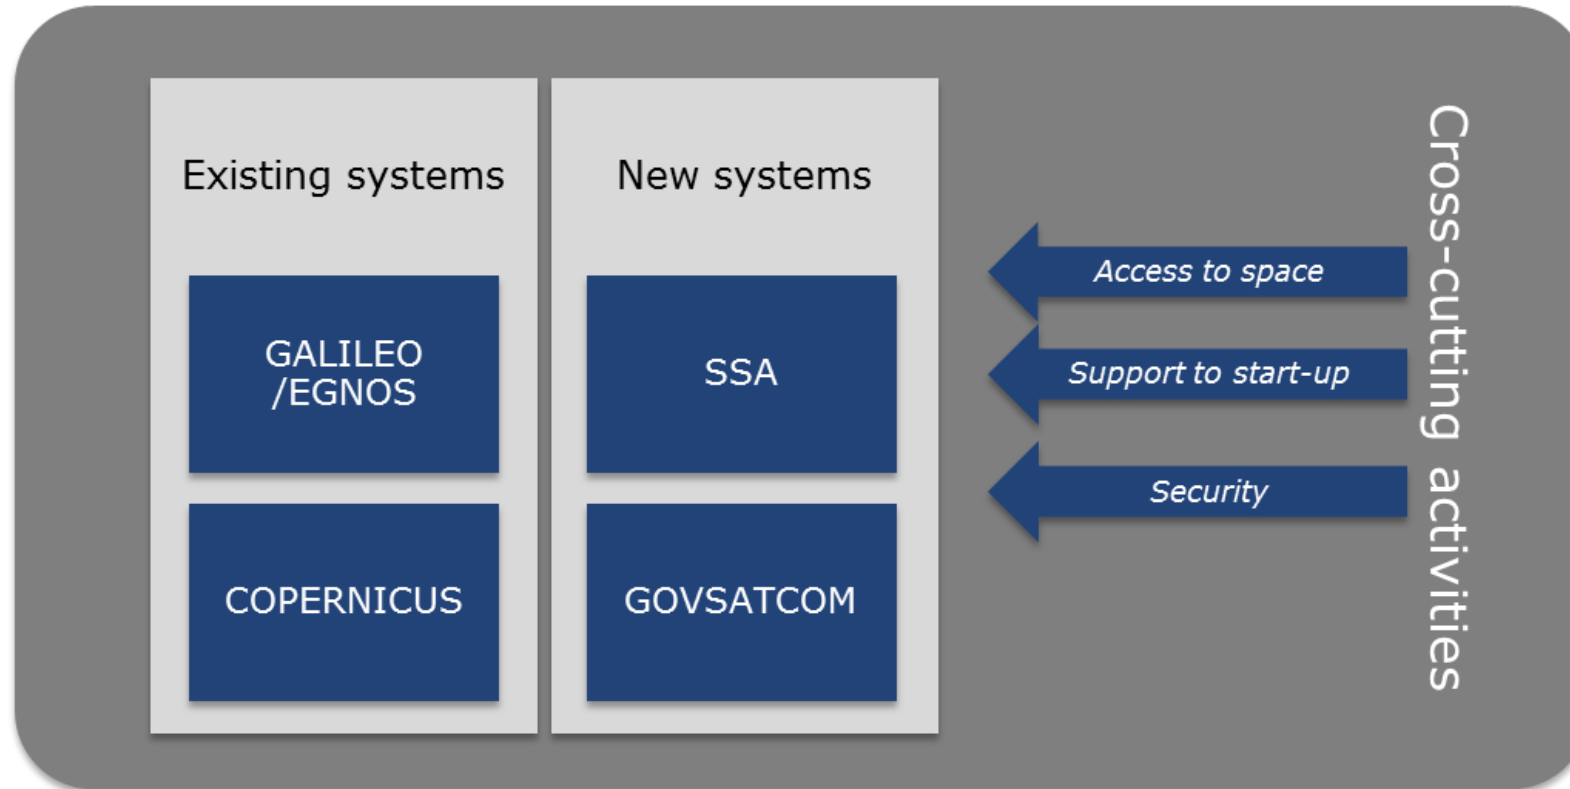 Existing systems
GALILEO
/EGNOS
COPERNICUS
New systems
SSA
GOVSATCOM
Access to space
Support to start-up
Security
Cross-cutting activities